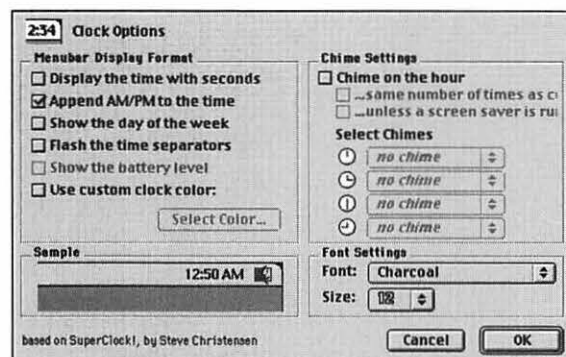 2:34 Clock Options
Menubar Display Format
Display the time with seconds
Append AM/PM to the time
Show the day of the week
Flash the time separators
Show the battery level
Use custom clock color:
Select Color...
Sample
12:50 AM
based on SuperClock!, by Steve Christensen
Chime Settings
Chime on the hour
...same number of times as
...unless a screen saver is
Select Chimes
no chime
no chime
no chime
no chime
Font Settings
Font: Charcoal
Size: 12
Cancel
OK